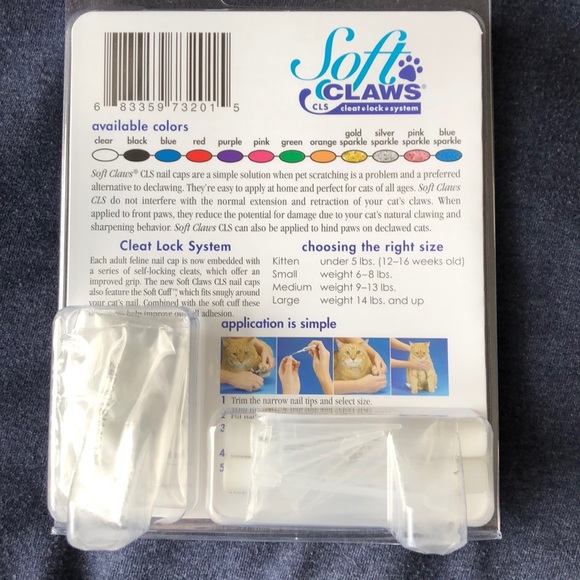 Soft
CLAWS®
CLS cleat•lock•system
6 83359 73201 5
available colors
clear black blue red purple pink green orange gold sparkle silver sparkle pink sparkle blue sparkle
Soft Claws® CLS nail caps are a simple solution when pet scratching is a problem and a preferred
alternative to declawing. They're easy to apply at home and perfect for cats of all ages. Soft Claws
CLS do not interfere with the normal extension and retraction of your cat's claws. When
applied to front paws, they reduce the potential for damage due to your cat's natural clawing and
sharpening behavior. Soft Claws CLS can also be applied to hind paws on declawed cats.
Cleat Lock System
Each adult feline nail cap is now embedded with
a series of self-locking cleats, which offer an
improved grip. The new Soft Claws CLS nail caps
also feature the Soft Cuff™, which fits snugly around
your cat's nail. Combined with the soft cuff these
help improve adhesion.
choosing the right size
Kitten under 5 lbs. (12–16 weeks old)
Small weight 6–8 lbs.
Medium weight 9–13 lbs.
Large weight 14 lbs. and up
application is simple
1 Trim the narrow nail tips and select size.
2
3
4
5